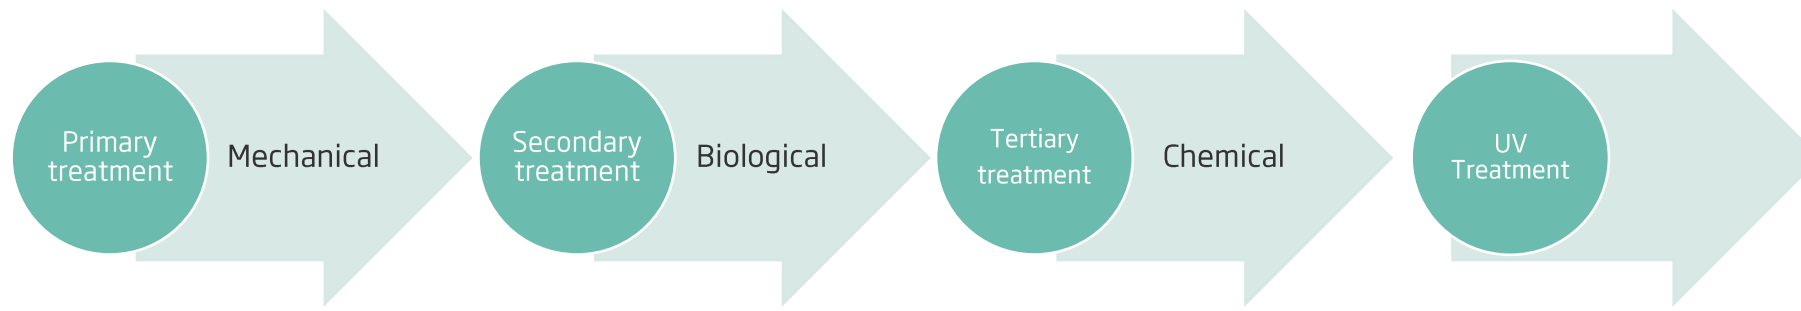 Primary
treatment
Mechanical
Secondary
treatment
Biological
Tertiary
treatment
Chemical
UV
Treatment